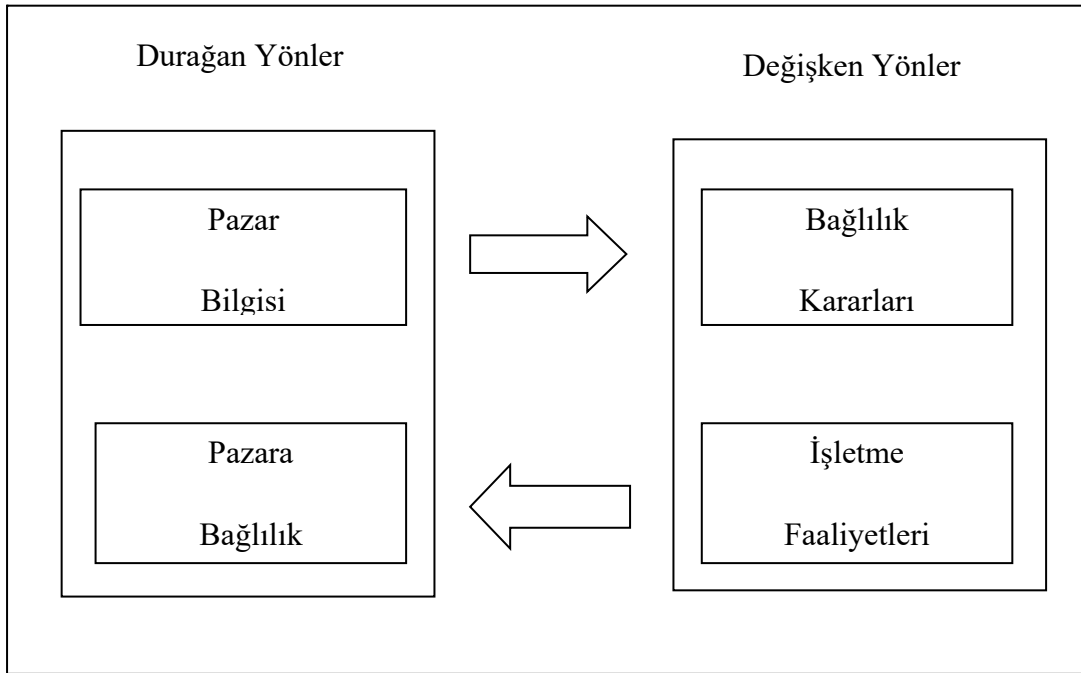 Durağan Yönler
Değişken Yönler
Pazar
Bilgisi
Bağlılık
Kararları
Pazara
Bağlılık
İşletme
Faaliyetleri